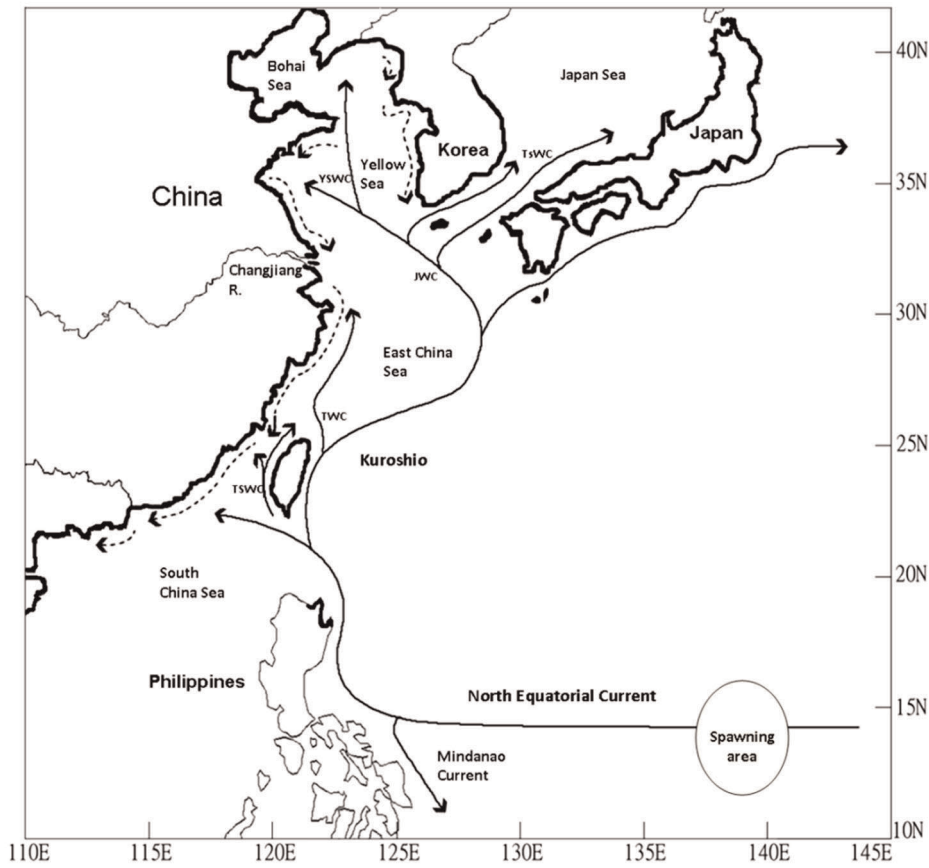 40N
Bohai
Sea
Japan Sea
Japan
Korea
TsWC
Yellow
Sea
YSWC
35N
China
Changjiang
R.
JWC
30N
East China
Sea
TWC
25N
Kuroshio
TSWC
20N
South
China Sea
Philippines
North Equatorial Current
15N
Spawning
area
Mindanao
Current
10N
110E 115E 120E 125E 130E 135E 140E 145E